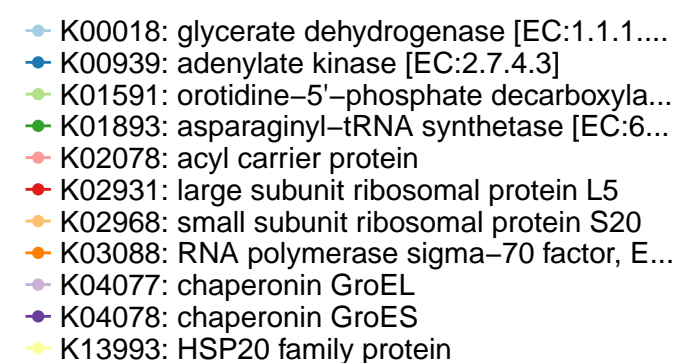 K00018: glycerate dehydrogenase [EC:1.1.1....
K00939: adenylate kinase [EC:2.7.4.3]
K01591: orotidine−5'−phosphate decarboxyla...
K01893: asparaginyl−tRNA synthetase [EC:6...
K02078: acyl carrier protein
K02931: large subunit ribosomal protein L5
K02968: small subunit ribosomal protein S20
K03088: RNA polymerase sigma−70 factor, E...
K04077: chaperonin GroEL
K04078: chaperonin GroES
K13993: HSP20 family protein